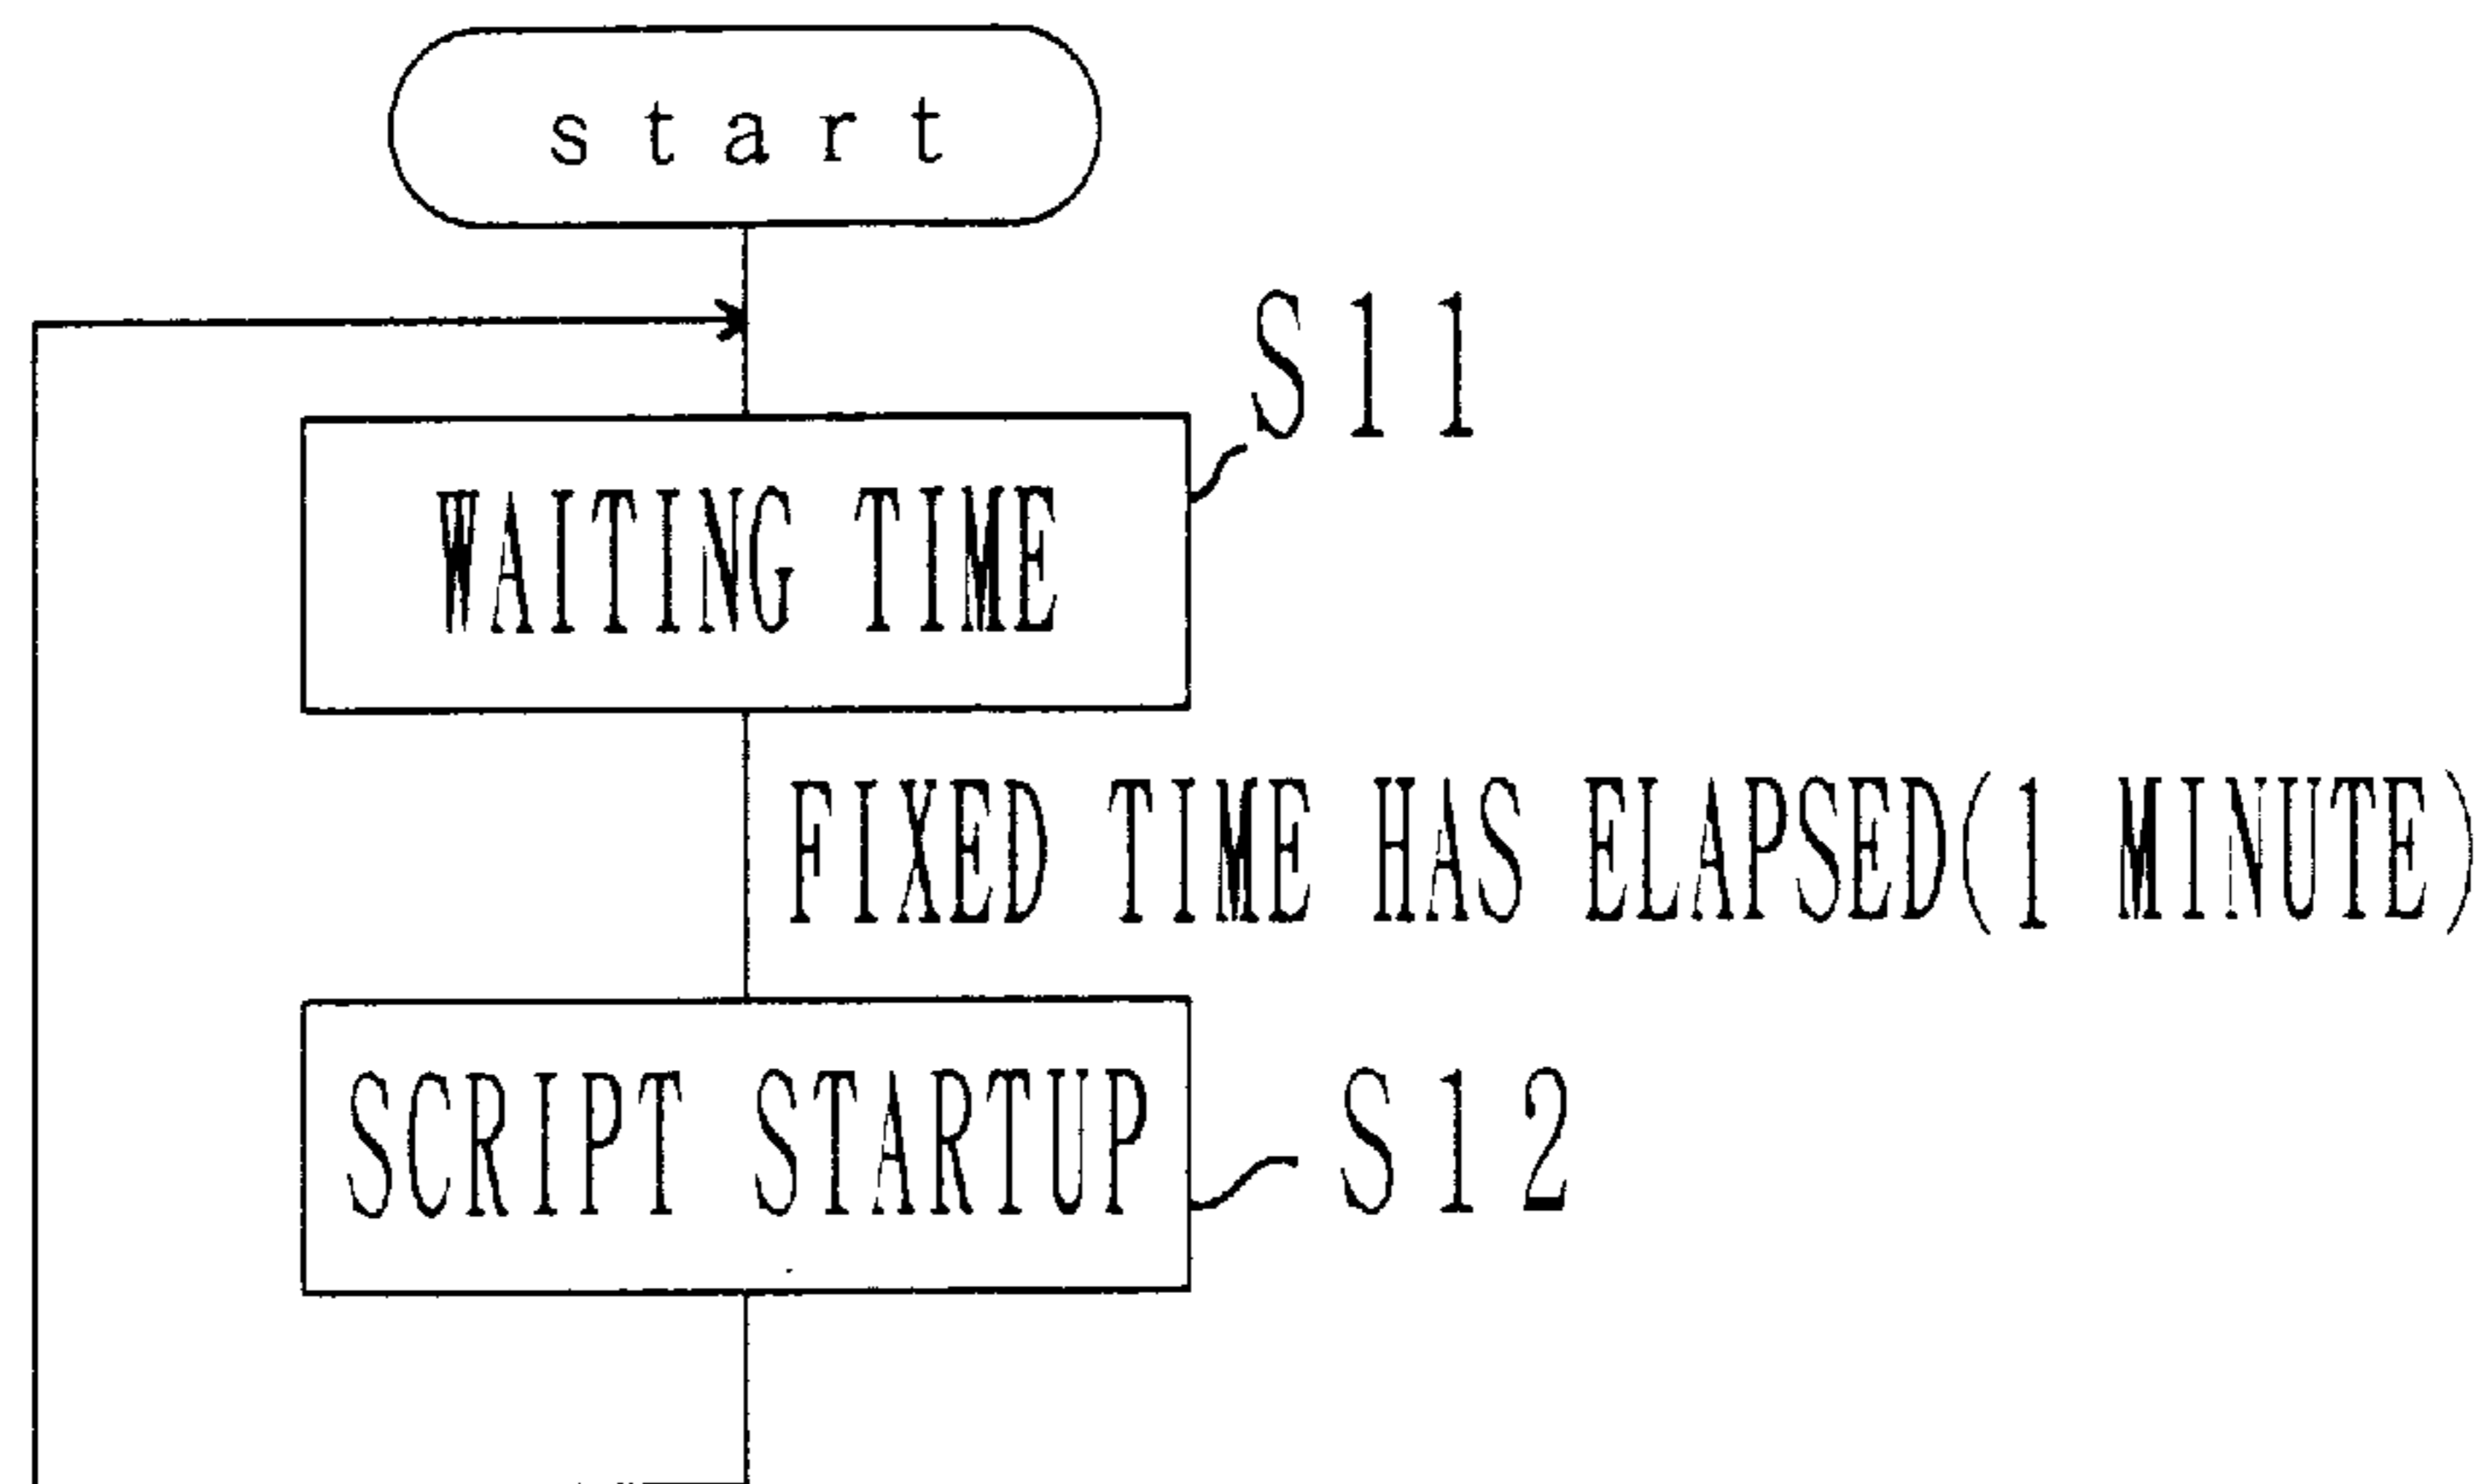 start
S11
WAITING TIME
FIXED TIME HAS ELAPSED(1 MINUTE)
SCRIPT STARTUP
S12